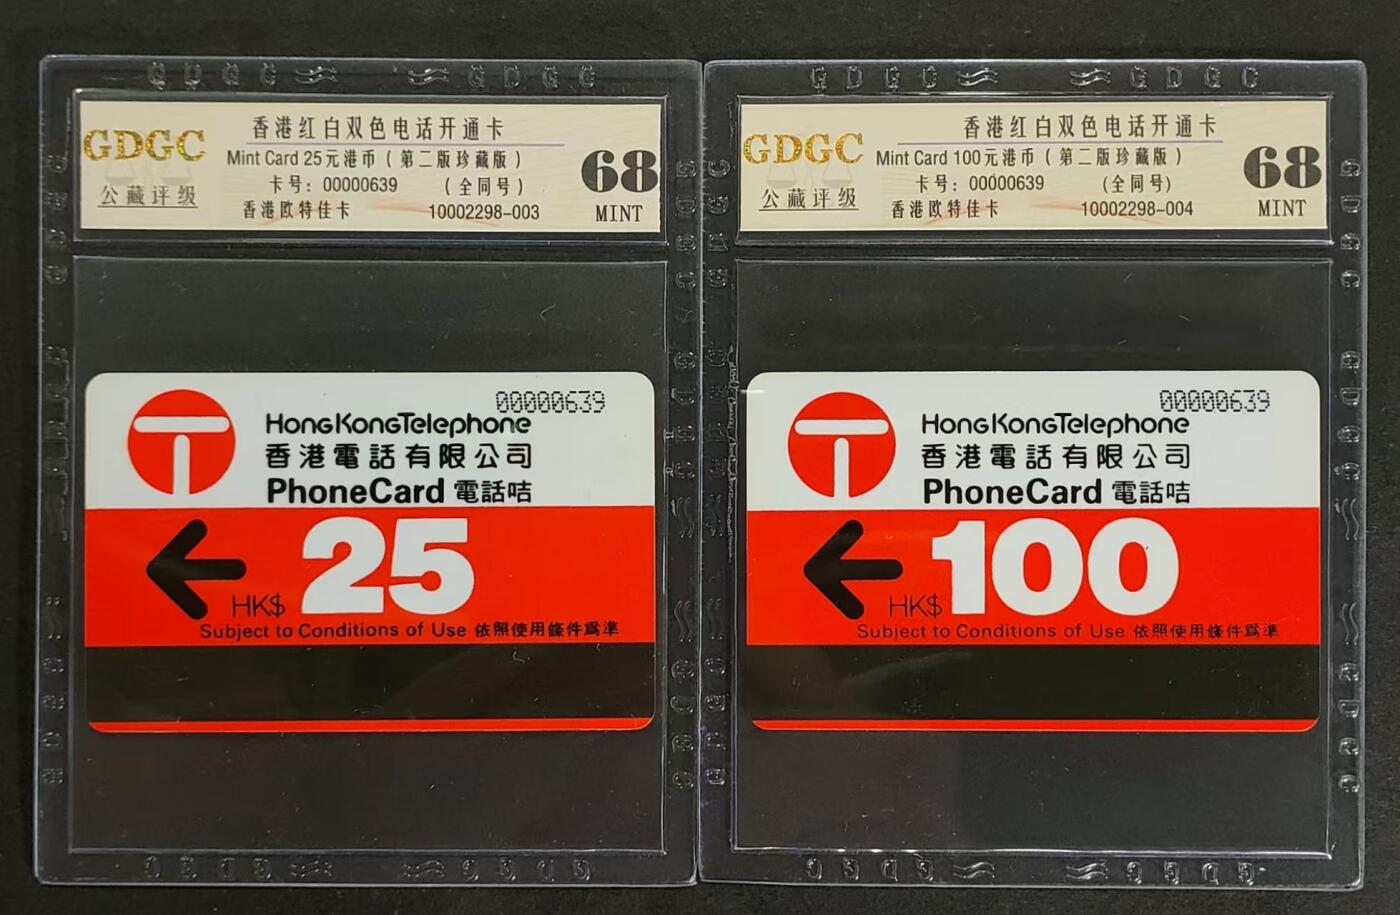 GDGC
公藏评级
香港红白双色电话开通卡
Mint Card 25元港币(第二版珍藏版)
卡号:00000639 (全同号)
香港欧特佳卡 10002298-003
68
MINT
00000639
HongKongTelephone
香港電話有限公司
PhoneCard 電話咭
HK$ 25
Subject to Conditions of Use 依照使用條件爲準
GDGC
公藏评级
香港红白双色电话开通卡
Mint Card 100元港币(第二版珍藏版)
卡号:00000639 (全同号)
香港欧特佳卡 10002298-004
68
MINT
00000639
HongKongTelephone
香港電話有限公司
PhoneCard 電話咭
HK$ 100
Subject to Conditions of Use 依照使用條件爲準